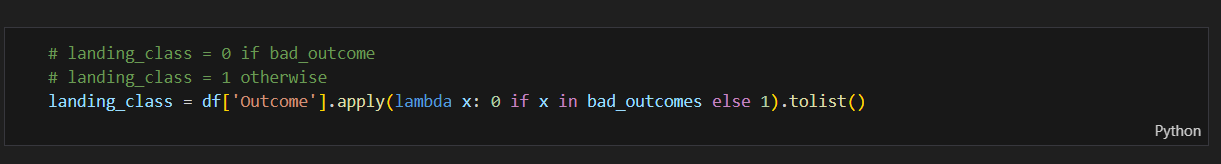 # landing_class = 0 if bad_outcome
# landing_class = 1 otherwise
landing_class = df['Outcome'].apply(lambda x: 0 if x in bad_outcomes else 1).tolist()
Python